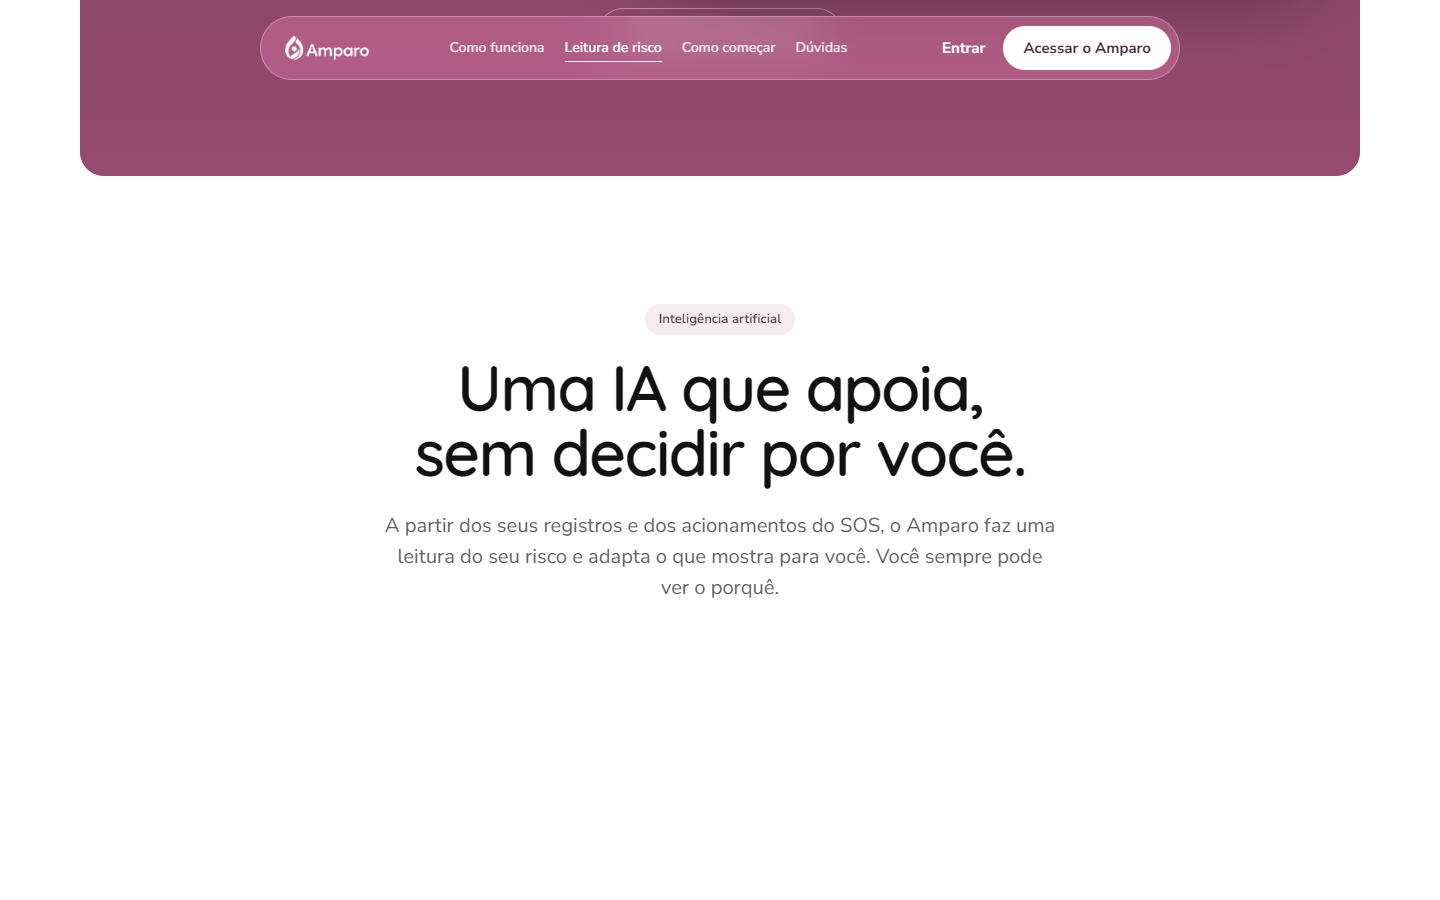 Amparo
Como funciona
Leitura de risco
Como começar
Dúvidas
Entrar
Acessar o Amparo
Inteligência artificial
Uma IA que apoia,
sem decidir por você.
A partir dos seus registros e dos acionamentos do SOS, o Amparo faz uma
leitura do seu risco e adapta o que mostra para você. Você sempre pode
ver o porquê.